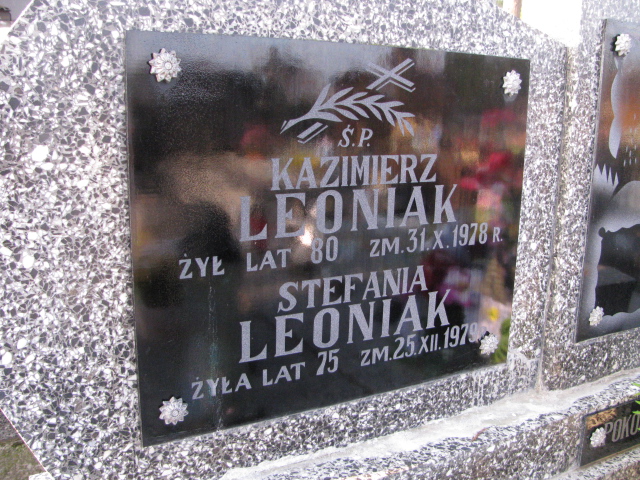 Ś.P.
KAZIMIERZ
LEONIAK
ŻYŁ LAT 80 ZM. 31.X.1978 R.
STEFANIA
LEONIAK
ŻYŁA LAT 75 ZM. 25.XII.1979